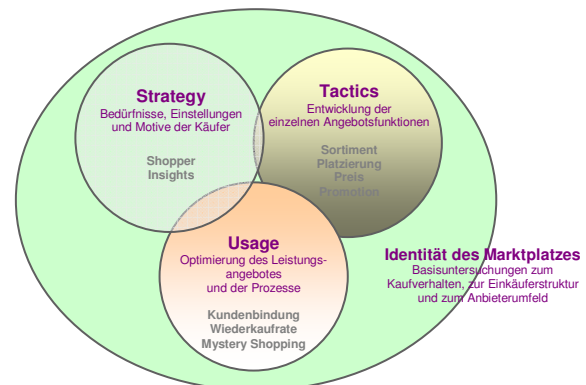 Strategy
Bedürfnisse, Einstellungen
und Motive der Käufer
Shopper
Insights
Tactics
Entwicklung der
einzelnen Angebotsfunktionen
Sortiment
Platzierung
Preis
Promotion
Usage
Optimierung des Leistungs-
angebotes
und der Prozesse
Kundenbindung
Wiederkaufrate
Mystery Shopping
Identität des Marktplatzes
Basisuntersuchungen zum
Kaufverhalten, zur Einkäuferstruktur
und zum Anbieterumfeld